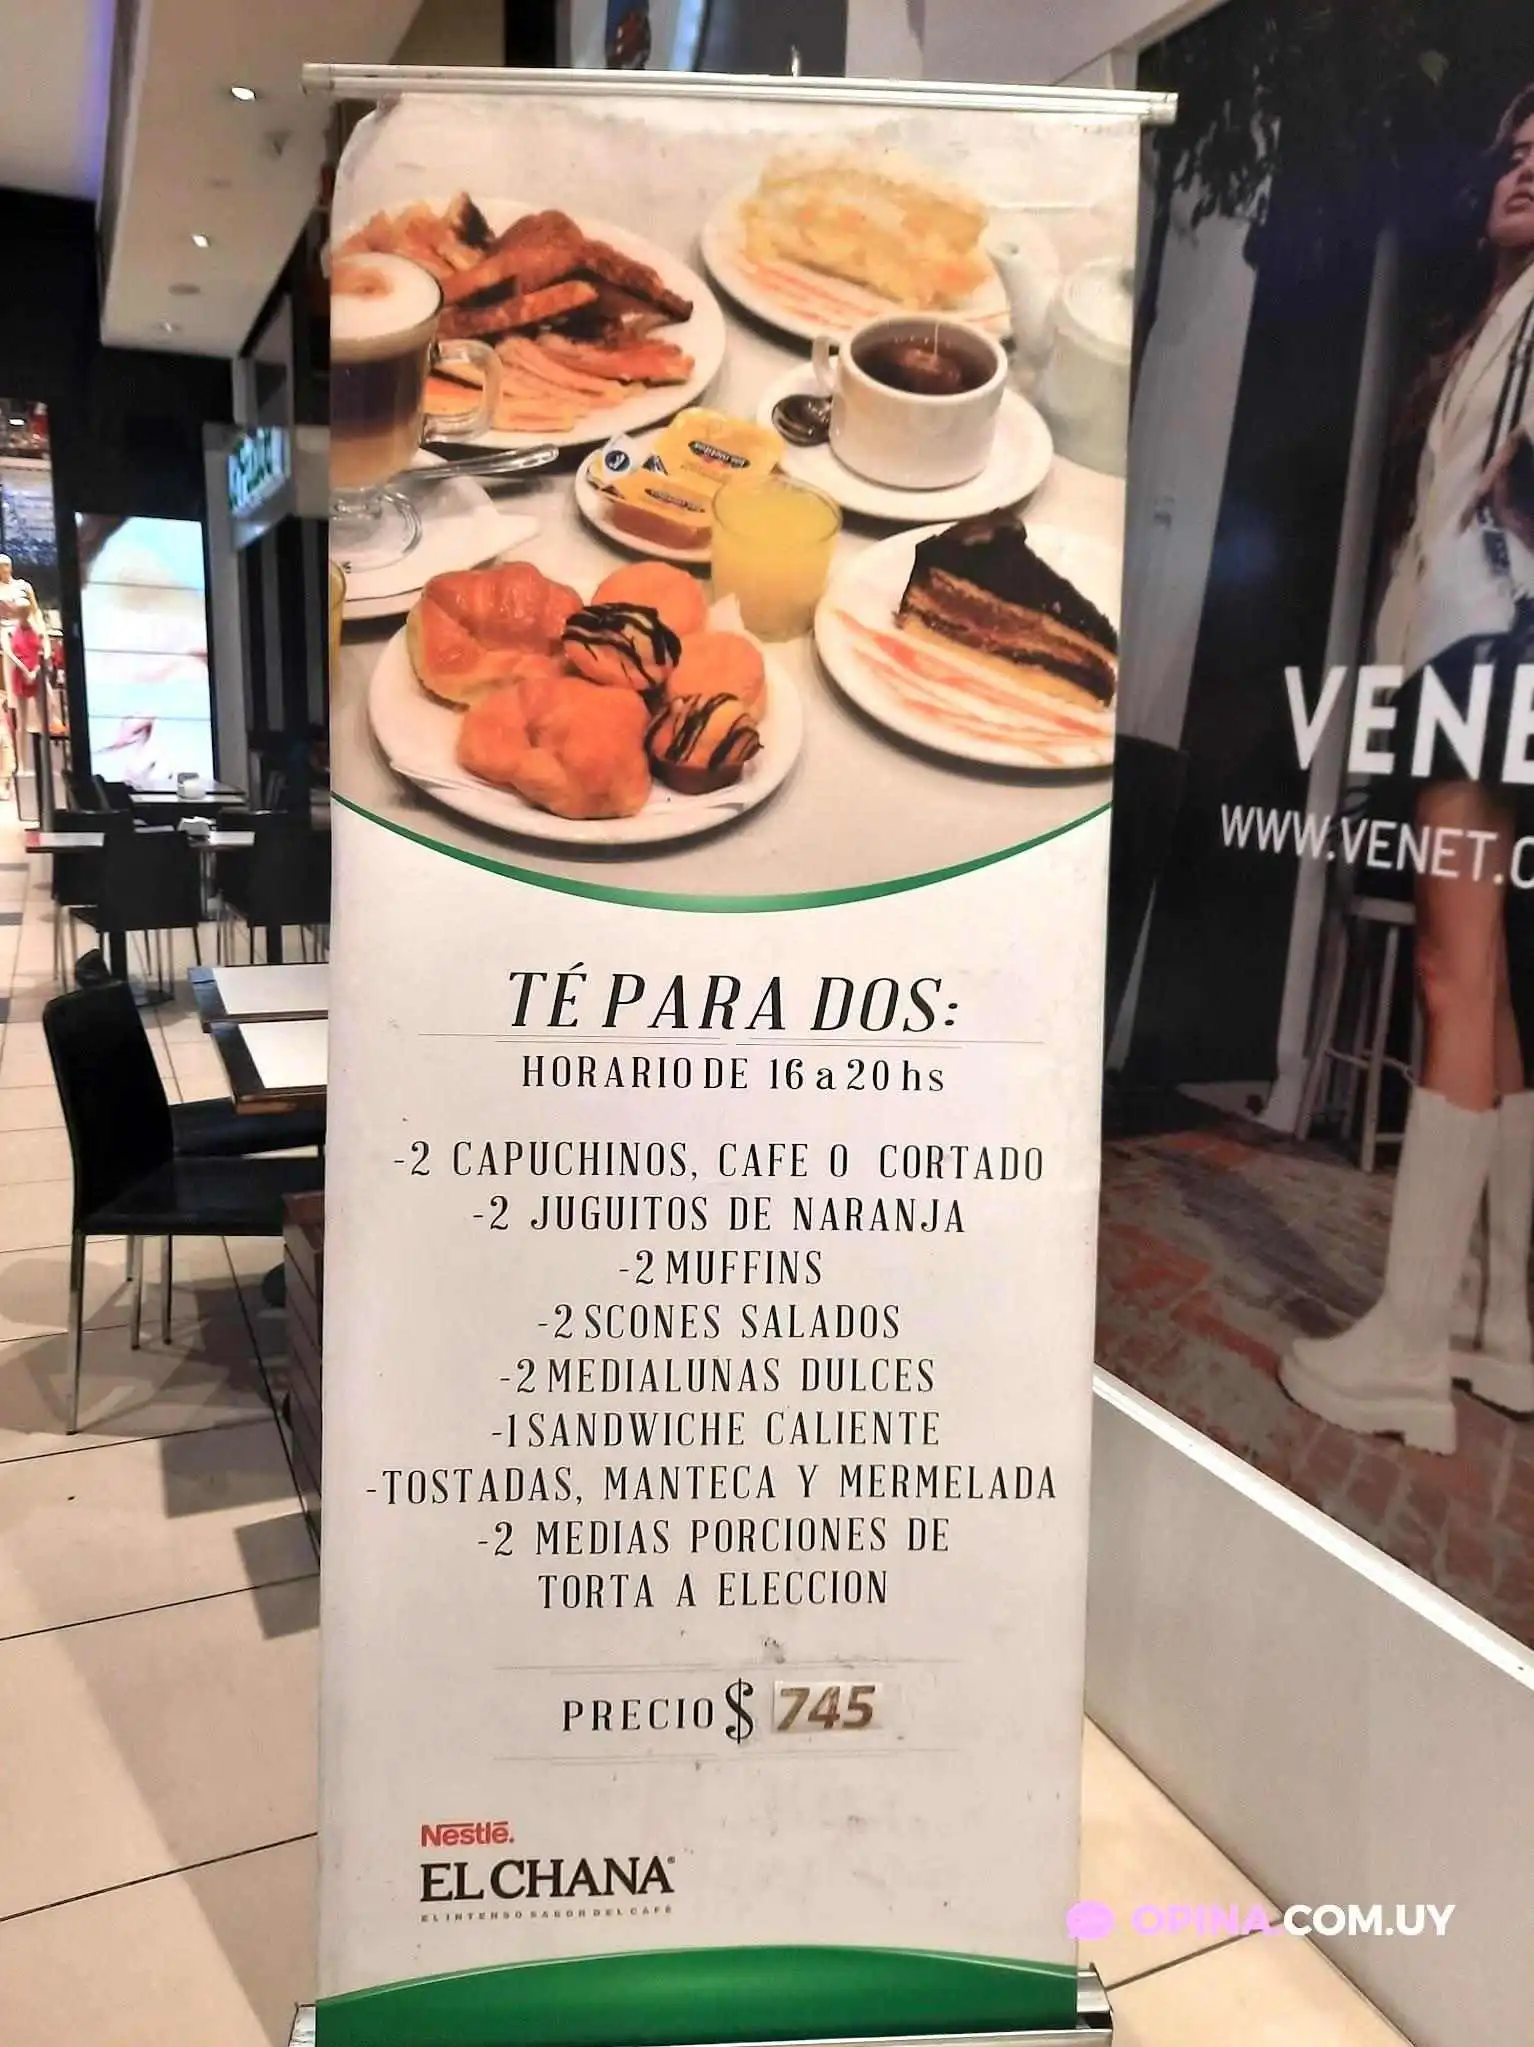 TÉ PARA DOS:
HORARIO DE 16 a 20 hs
-2 CAPUCHINOS, CAFE O CORTADO
-2 JUGUITOS DE NARANJA
-2 MUFFINS
-2 SCONES SALADOS
-2 MEDIALUNAS DULCES
-1 SANDWICHE CALIENTE
-TOSTADAS, MANTECA Y MERMELADA
-2 MEDIAS PORCIONES DE
TORTA A ELECCION
PRECIO $ 745
Nestlé.
EL CHANA®
EL INTENSO SABOR DEL CAFÉ
VENE
WWW.VENET.C
OPINA.COM.UY